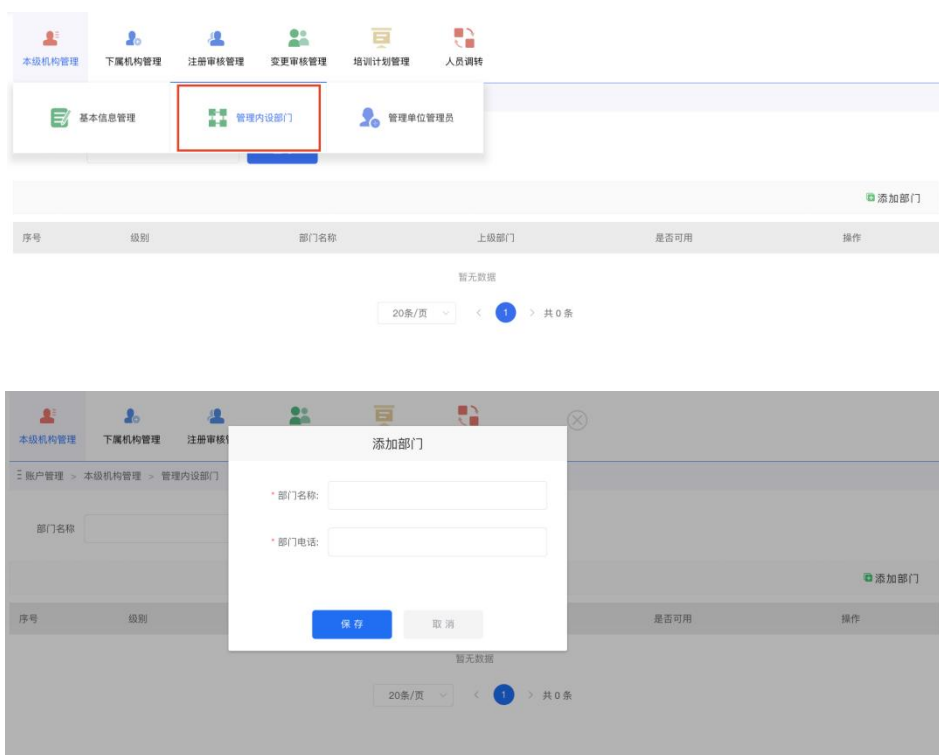 本级机构管理 下属机构管理 注册审核管理 变更审核管理 培训计划管理 人员调转
基本信息管理 管理内设部门 管理单位管理员
添加部门
序号 级别 部门名称 上级部门 是否可用 操作
暂无数据
20条/页 < 1 > 共 0 条
本级机构管理 下属机构管理 注册审核
添加部门
账户管理 > 本级机构管理 > 管理内设部门
* 部门名称:
部门名称
* 部门电话:
添加部门
序号 级别 是否可用 操作
保存 取消
暂无数据
20条/页 < 1 > 共 0 条